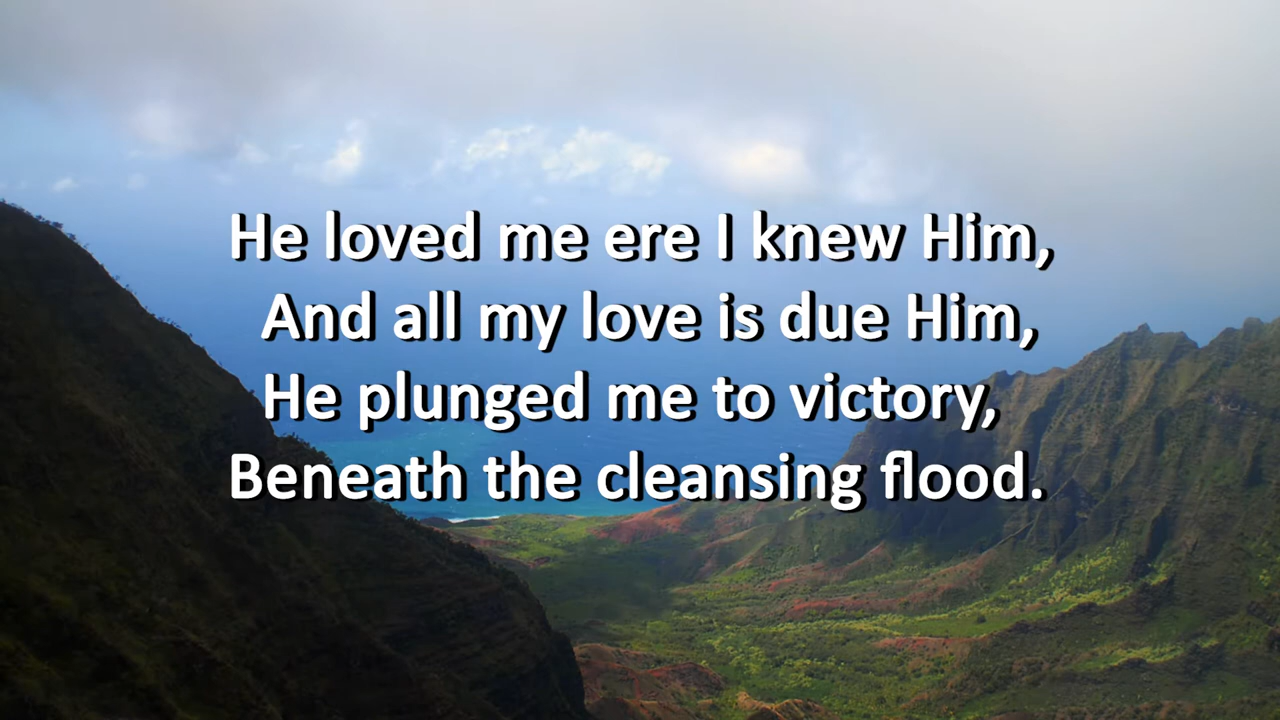 He loved me ere I knew Him,
And all my love is due Him,
He plunged me to victory,
Beneath the cleansing flood.